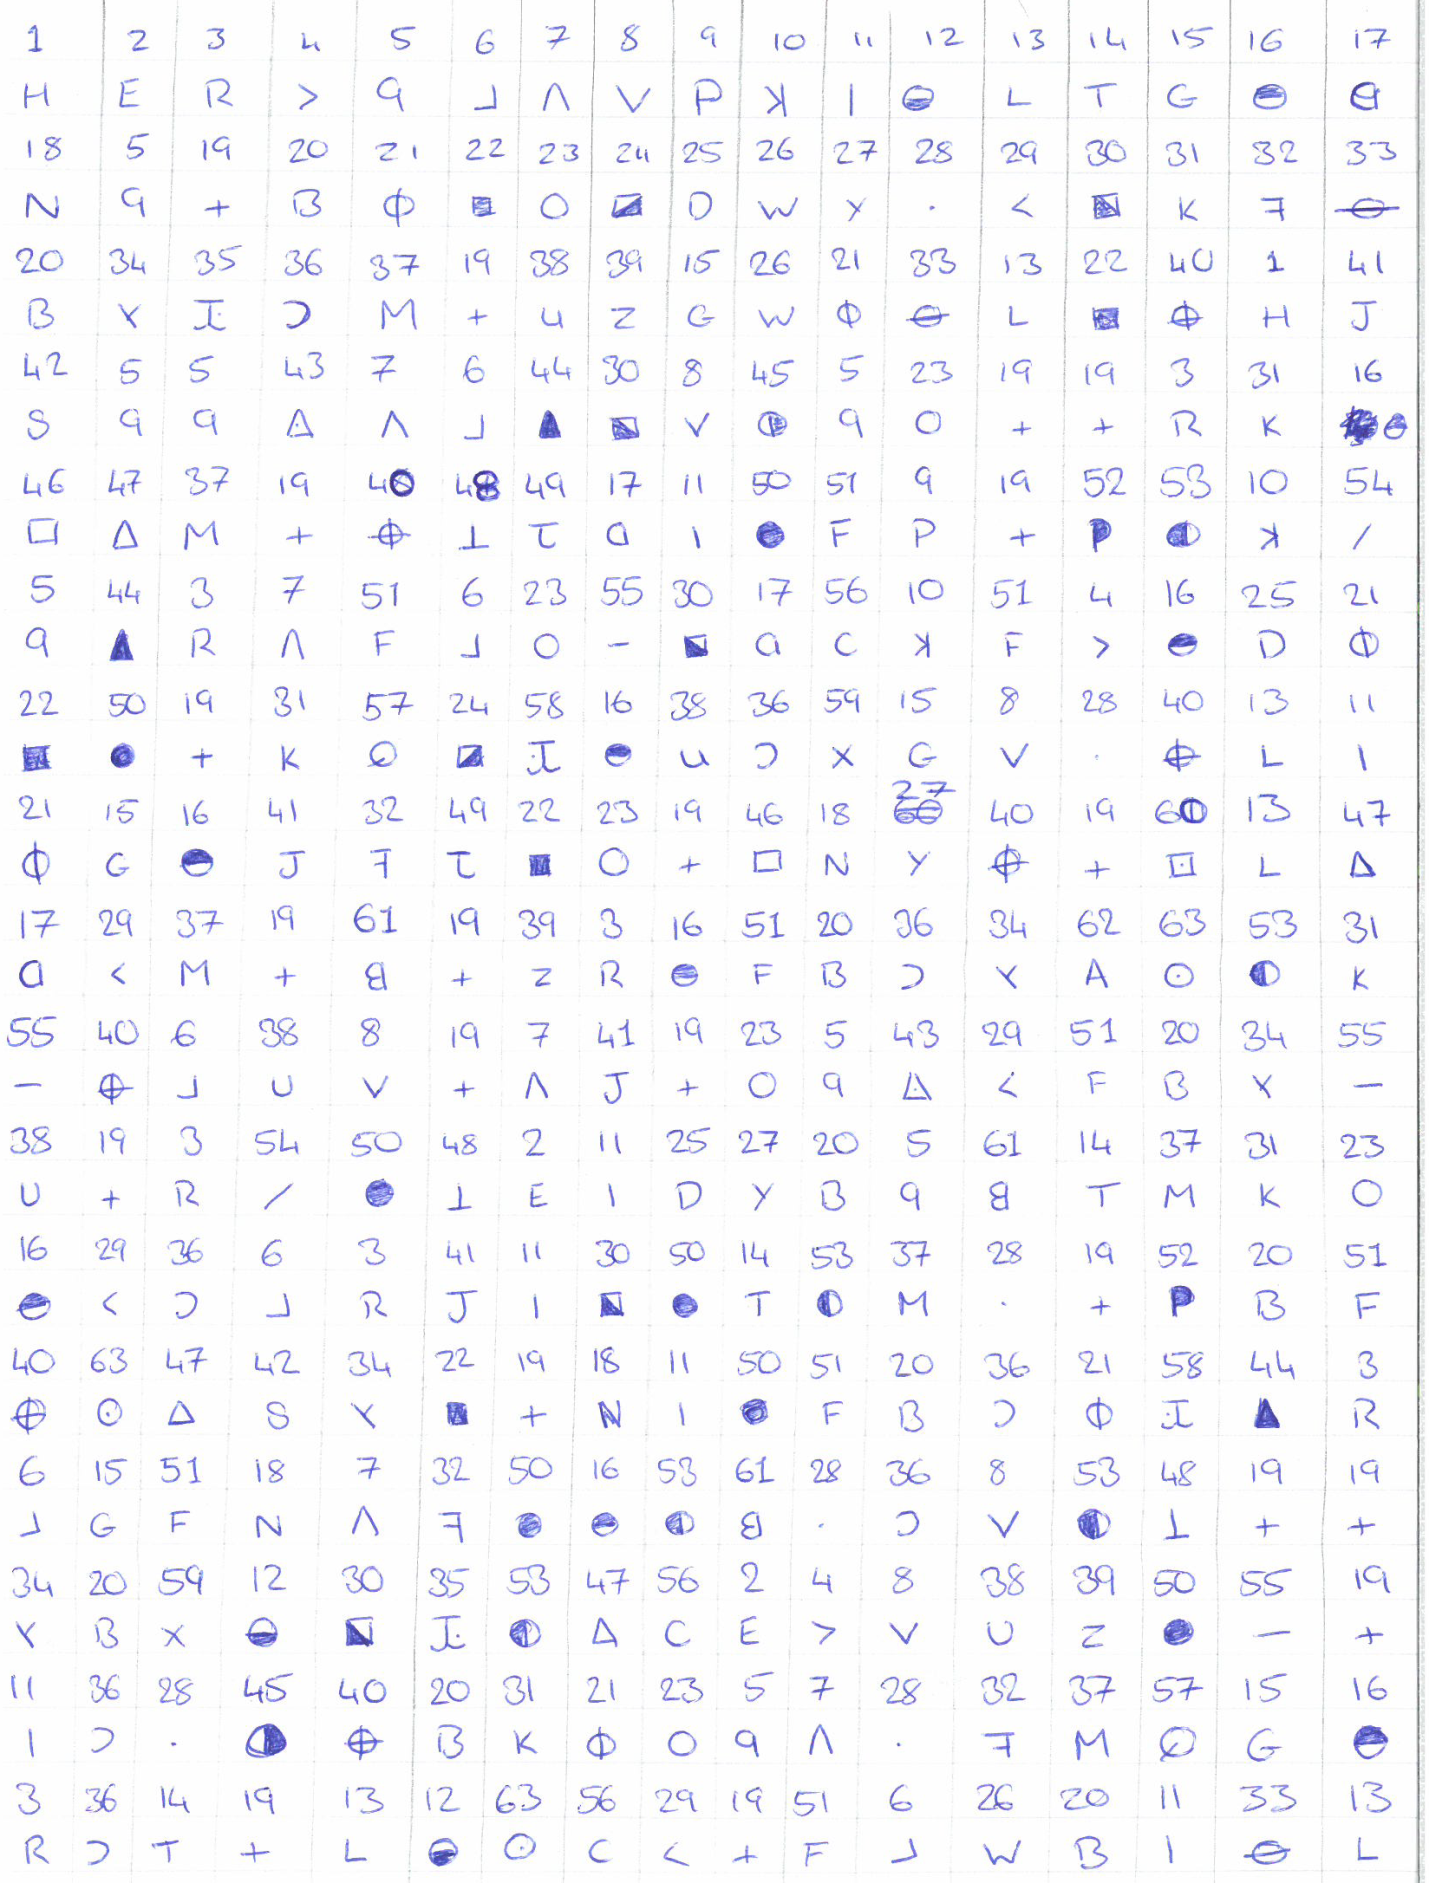 1 2 3 4 5 6 7 8 9 10 11 12 13 14 15 16 17
H E R > 9 ┘ Λ V P ꓘ I ◒ L T G ◓ ᗡ
18 5 19 20 21 22 23 24 25 26 27 28 29 30 31 32 33
N 9 + B Φ ■ O ◪ D W Y · < ◣ K ꟻ ⊖
20 34 35 36 37 19 38 39 15 26 21 33 13 22 40 1 41
B ⅄ I Ɔ M + U Z G W Φ ⊖ L ■ ⊕ H J
42 5 5 43 7 6 44 30 8 45 5 23 19 19 3 31 16
S 9 9 ◬ Λ ┘ ▲ ◣ V ◑ 9 O + + R K ◓
46 47 37 19 40 48 49 17 11 50 51 9 19 52 53 10 54
□ Δ M + ⊕ ⊥ τ ᗡ I ● F P + P ◐ ꓘ /
5 44 3 7 51 6 23 55 30 17 56 10 51 4 16 25 21
9 ▲ R Λ F ┘ O - ◣ ᗡ C ꓘ F > ◓ D Φ
22 50 19 31 57 24 58 16 38 36 59 15 8 28 40 13 11
■ ● + K Q ◪ I ◓ U Ɔ X G V · ⊕ L I
21 15 16 41 32 49 22 23 19 46 18 27 40 19 60 13 47
Φ G ◓ J ꟻ τ ■ O + □ N Y ⊕ + ⊡ L Δ
17 29 37 19 61 19 39 3 16 51 20 36 34 62 63 53 31
ᗡ < M + ᗺ + Z R ◓ F B Ɔ ⅄ A ⊙ ◐ K
55 40 6 38 8 19 7 41 19 23 5 43 29 51 20 34 55
- ⊕ ┘ U V + Λ J + O 9 ◬ < F B ⅄ -
38 19 3 54 50 48 2 11 25 27 20 5 61 14 37 31 23
U + R / ● ⊥ E I D Y B 9 ᗺ T M K O
16 29 36 6 3 41 11 30 50 14 53 37 28 19 52 20 51
◓ < Ɔ ┘ R J I ◣ ● T ◐ M · + P B F
40 63 47 42 34 22 19 18 11 50 51 20 36 21 58 44 3
⊕ ⊙ Δ S ⅄ ■ + N I ● F B Ɔ Φ I ▲ R
6 15 51 18 7 32 50 16 53 61 28 36 8 53 48 19 19
┘ G F N Λ ꟻ ● ◓ ◐ ᗺ · Ɔ V ◐ ⊥ + +
34 20 59 12 30 35 53 47 56 2 4 8 38 39 50 55 19
⅄ B X ◒ ◣ I ◐ Δ C E > V U Z ● - +
11 36 28 45 40 20 31 21 23 5 7 28 32 37 57 15 16
I Ɔ · ◑ ⊕ B K Φ O 9 Λ · ꟻ M Q G ◓
3 36 14 19 13 12 63 56 29 19 51 6 26 20 11 33 13
R Ɔ T + L ◒ ⊙ C < + F ┘ W B I ⊖ L